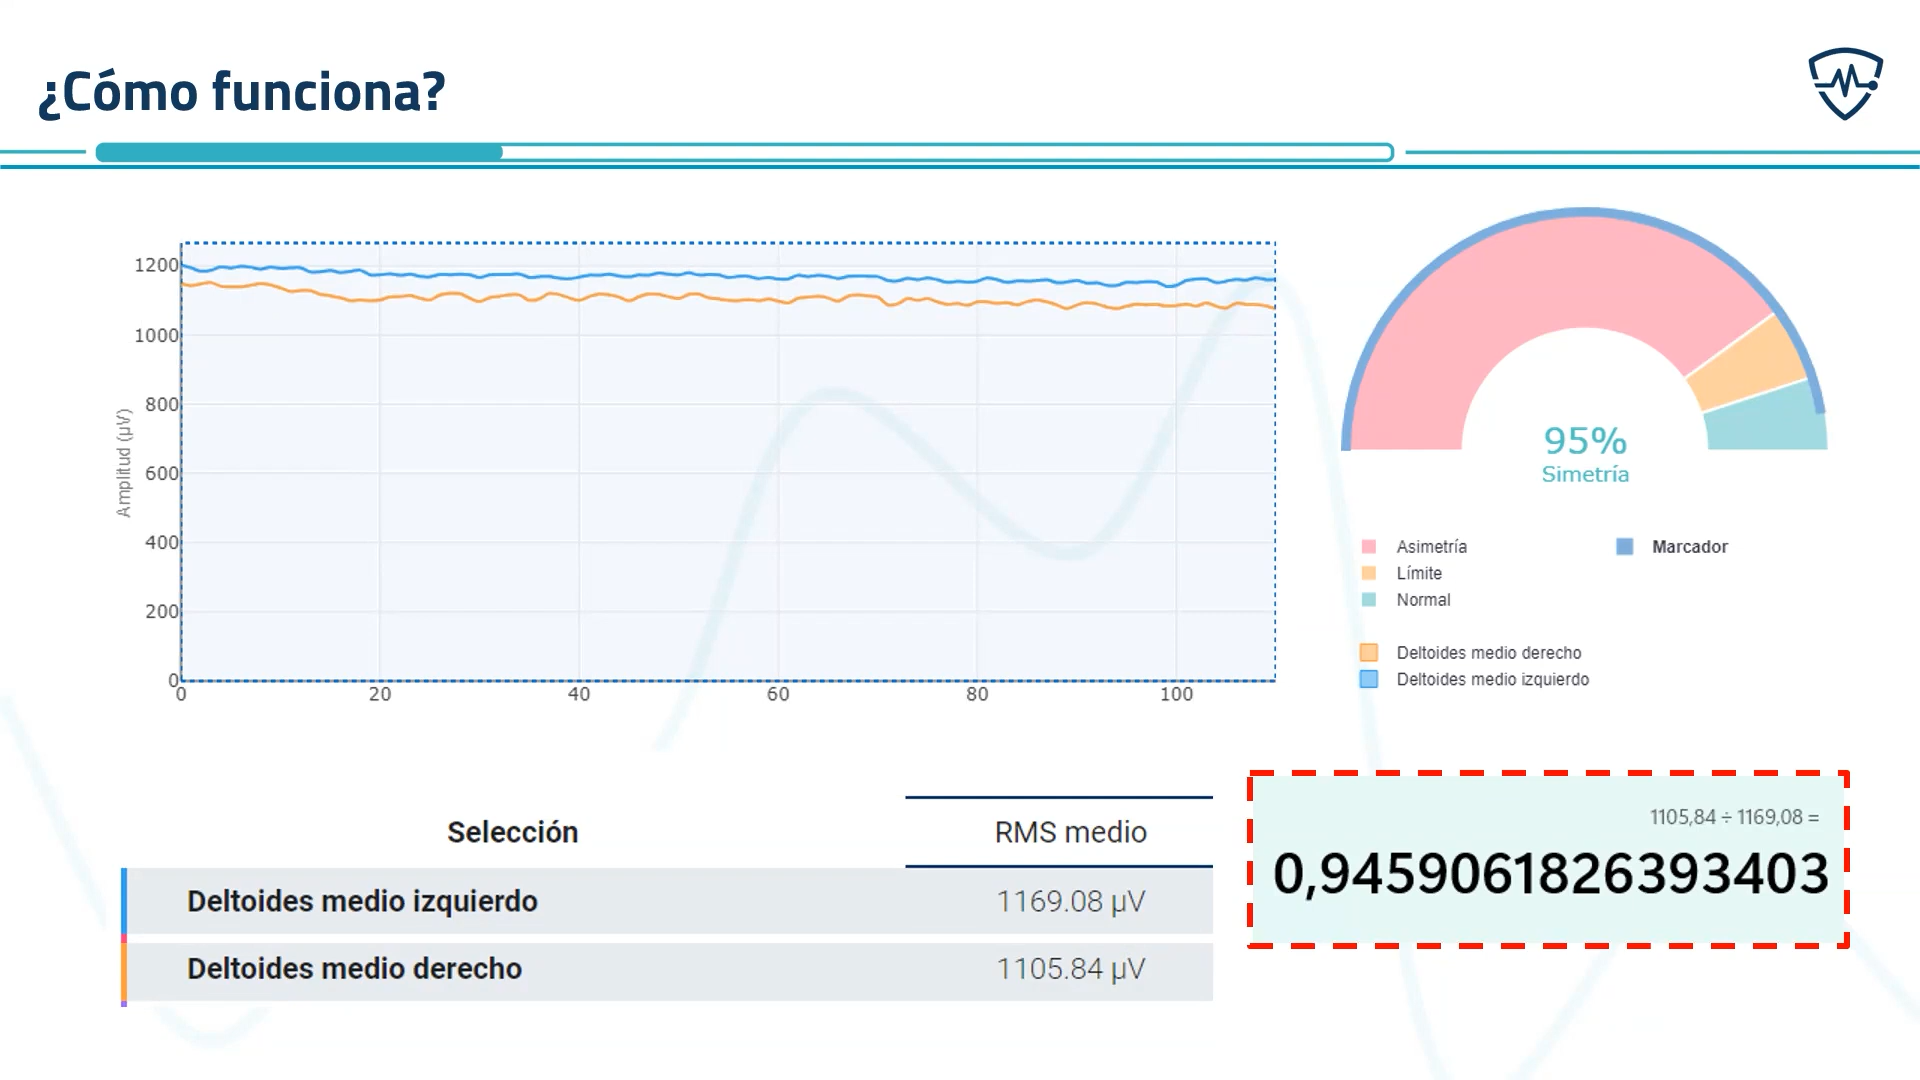 ¿Cómo funciona?
1200
1000
800
600
400
200
0
Amplitud (µV)
0 20 40 60 80 100
95%
Simetría
Asimetría
Límite
Normal
Marcador
Deltoides medio derecho
Deltoides medio izquierdo
Selección RMS medio
Deltoides medio izquierdo 1169.08 µV
Deltoides medio derecho 1105.84 µV
1105,84 ÷ 1169,08 =
0,9459061826393403